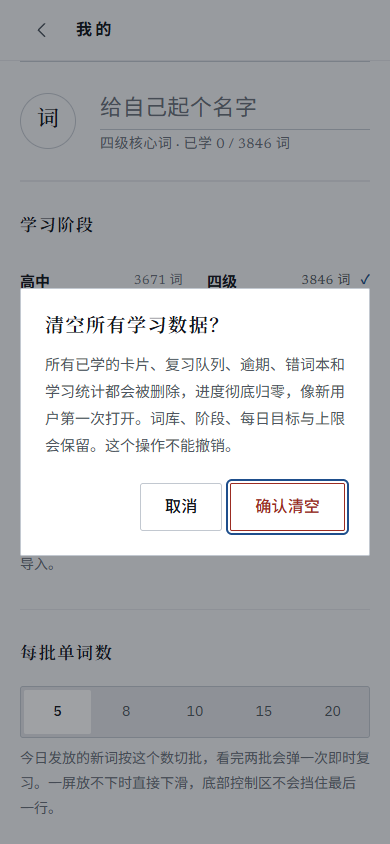 我的
词
给自己起个名字
四级核心词 · 已学 0 / 3846 词
学习阶段
高中 3671 词 四级 3846 词 ✓
清空所有学习数据？
所有已学的卡片、复习队列、逾期、错词本和
学习统计都会被删除，进度彻底归零，像新用
户第一次打开。词库、阶段、每日目标与上限
会保留。这个操作不能撤销。
取消 确认清空
导入。
每批单词数
5 8 10 15 20
今日发放的新词按这个数切批，看完两批会弹一次即时复
习。一屏放不下时直接下滑，底部控制区不会挡住最后
一行。